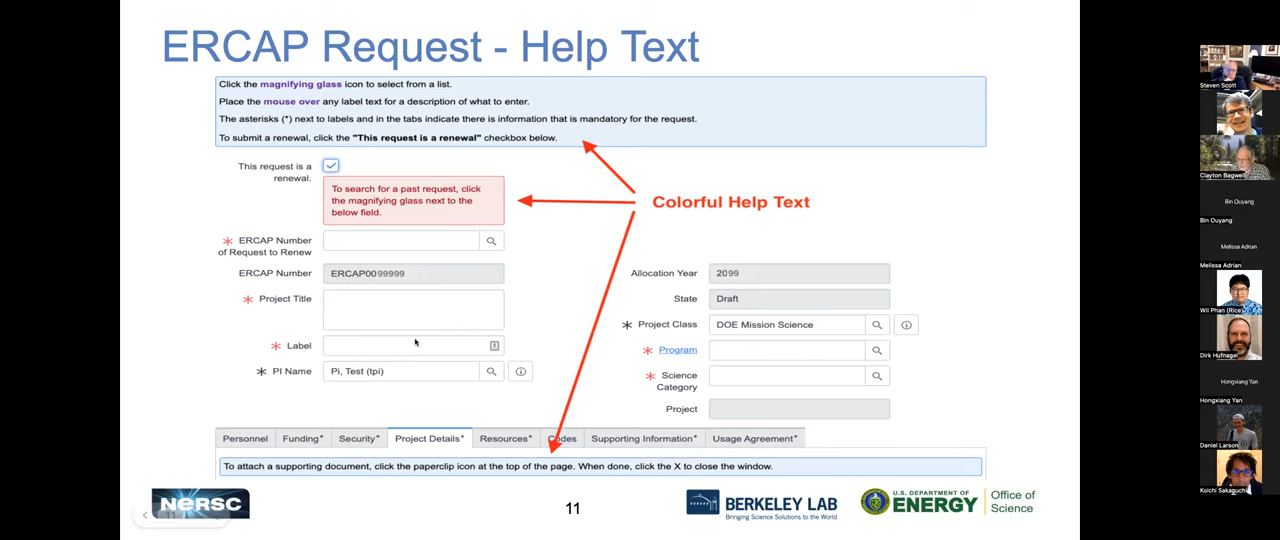 ERCAP Request - Help Text
Click the magnifying glass icon to select from a list.
Place the mouse over any label text for a description of what to enter.
The asterisks (*) next to labels and in the tabs indicate there is information that is mandatory for the request.
To submit a renewal, click the "This request is a renewal" checkbox below.
This request is a
renewal.
To search for a past request, click
the magnifying glass next to the
below field.
Colorful Help Text
ERCAP Number
of Request to Renew
ERCAP Number
ERCAP0099999
Allocation Year
2099
Project Title
State
Draft
Project Class
DOE Mission Science
Label
Program
PI Name
Pi, Test (tpi)
Science
Category
Project
Personnel
Funding*
Security*
Project Details*
Resources*
Codes
Supporting Information*
Usage Agreement*
To attach a supporting document, click the paperclip icon at the top of the page. When done, click the X to close the window.
NERSC
11
BERKELEY LAB
Bringing Science Solutions to the World
U.S. DEPARTMENT OF
ENERGY
Office of
Science
Steven Scott
Clayton Bagwell
Bin Ouyang
Bin Ouyang
Melissa Adrian
Melissa Adrian
Wil Phan (Rice)
Dirk Hufnagel
Hongxiang Yan
Hongxiang Yan
Daniel Larson
Koichi Sakaguchi